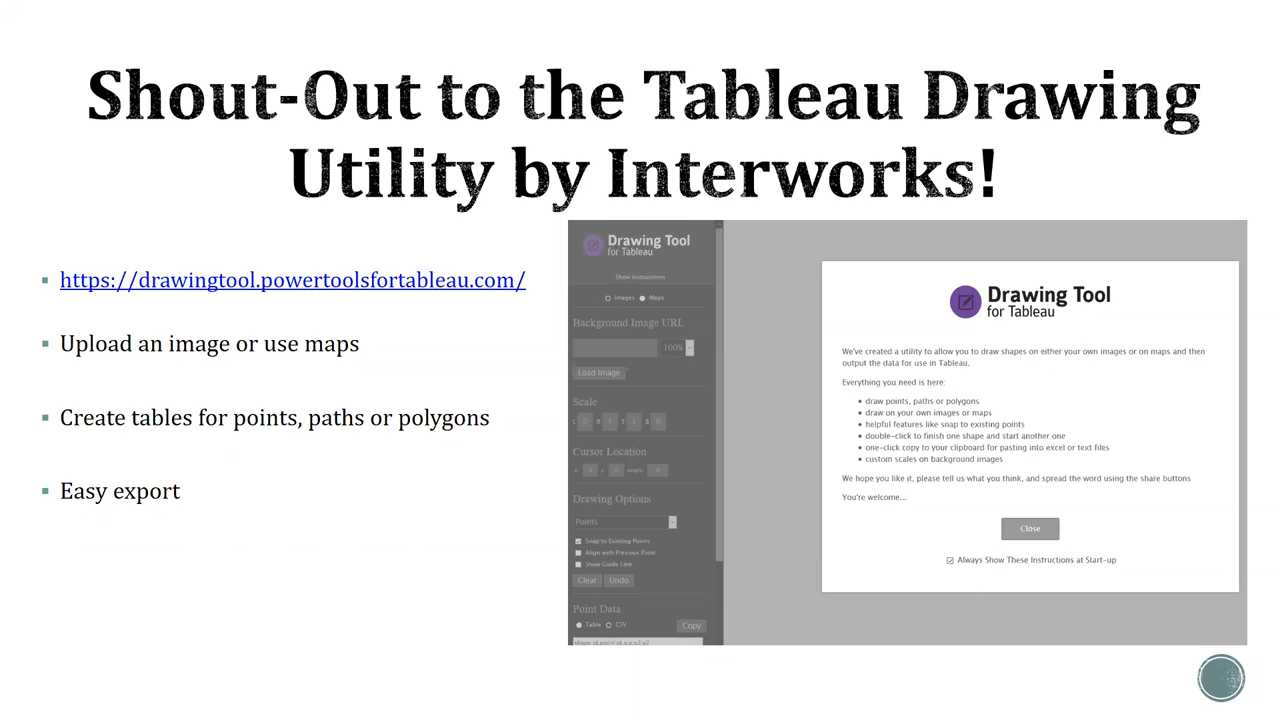 Shout-Out to the Tableau Drawing
Utility by Interworks!
https://drawingtool.powertoolsfortableau.com/
Upload an image or use maps
Create tables for points, paths or polygons
Easy export
Drawing Tool
for Tableau
Show Instructions
Images Maps
Background Image URL
100%
Load Image
Scale
L 0 R 1 T 1 B 0
Cursor Location
Drawing Options
Points
Snap to Existing Points
Align with Previous Point
Show Guide Line
Clear Undo
Point Data
Table CSV Copy
Drawing Tool
for Tableau
We've created a utility to allow you to draw shapes on either your own images or on maps and then
output the data for use in Tableau.
Everything you need is here:
draw points, paths or polygons
draw on your own images or maps
helpful features like snap to existing points
double-click to finish one shape and start another one
one-click copy to your clipboard for pasting into excel or text files
custom scales on background images
We hope you like it, please tell us what you think, and spread the word using the share buttons
You're welcome...
Close
Always Show These Instructions at Start-up